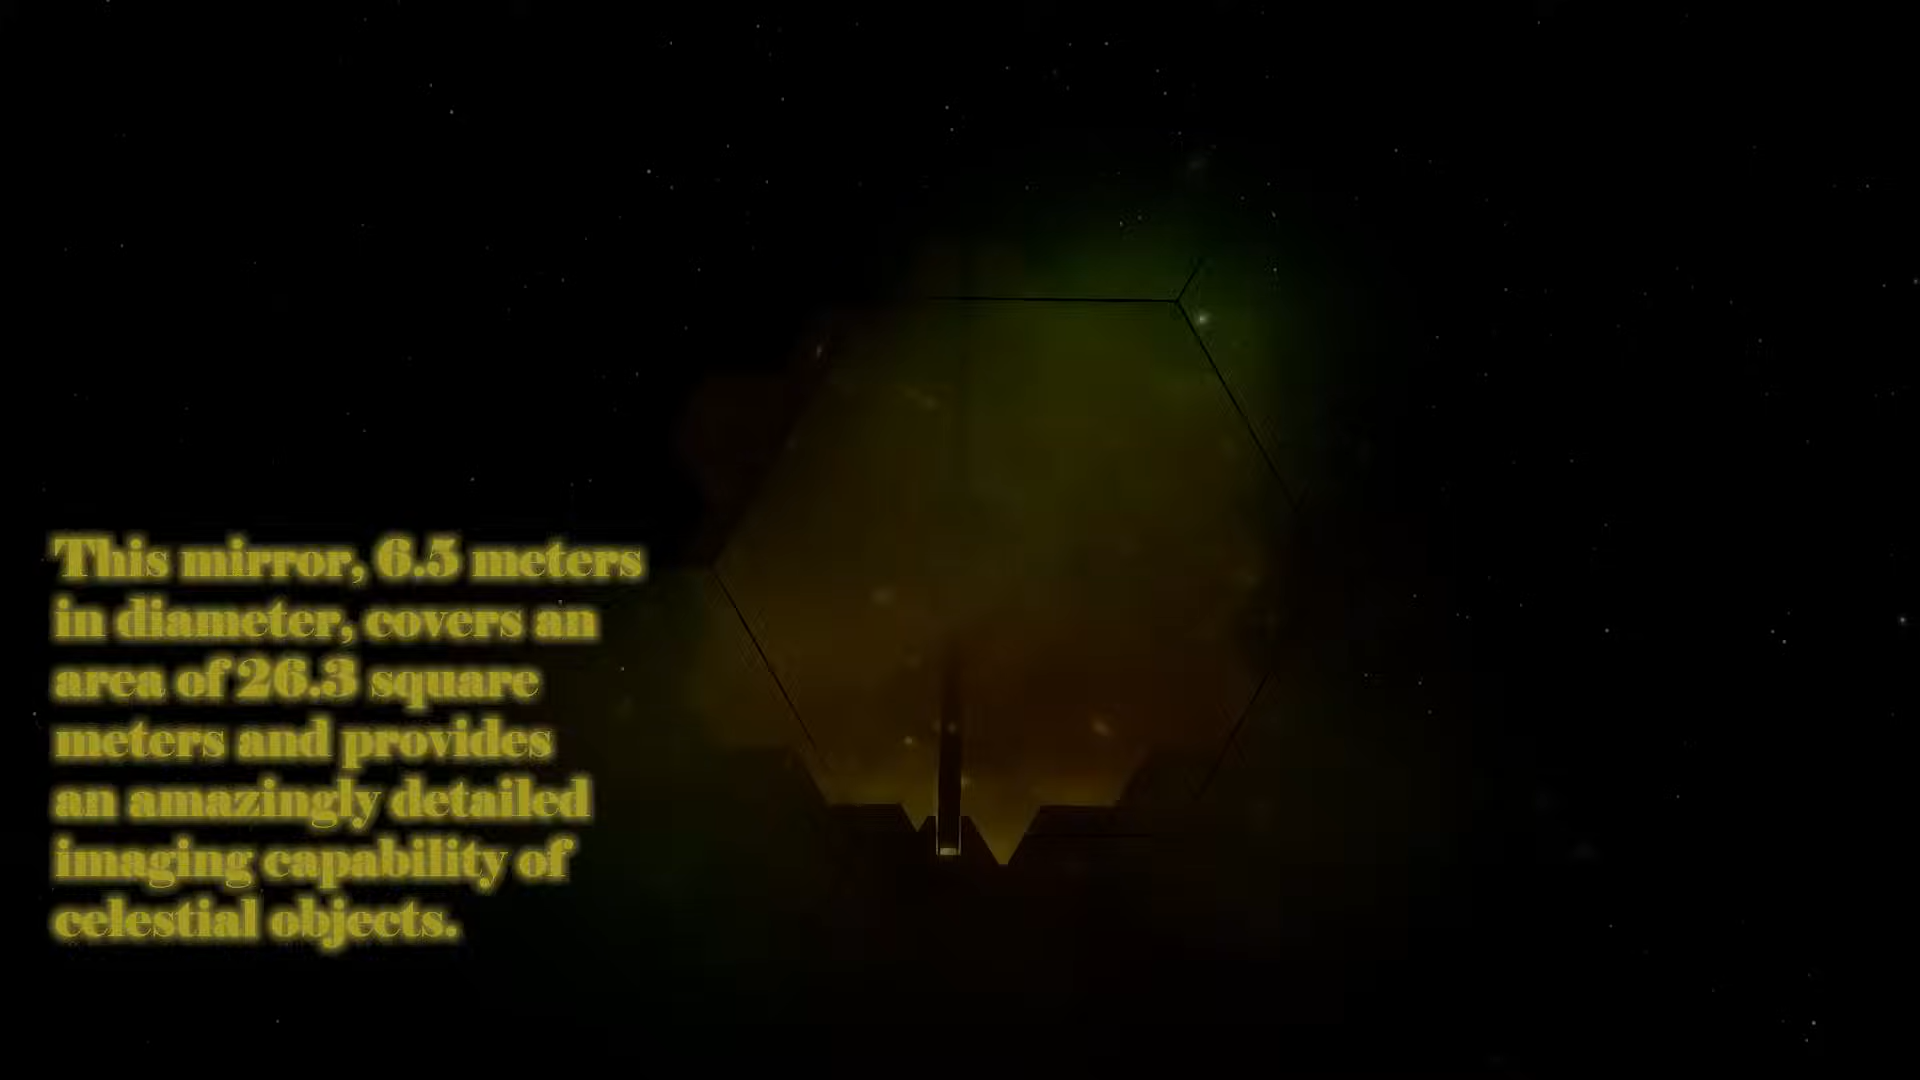 This mirror, 6.5 meters
in diameter, covers an
area of 26.3 square
meters and provides
an amazingly detailed
imaging capability of
celestial objects.